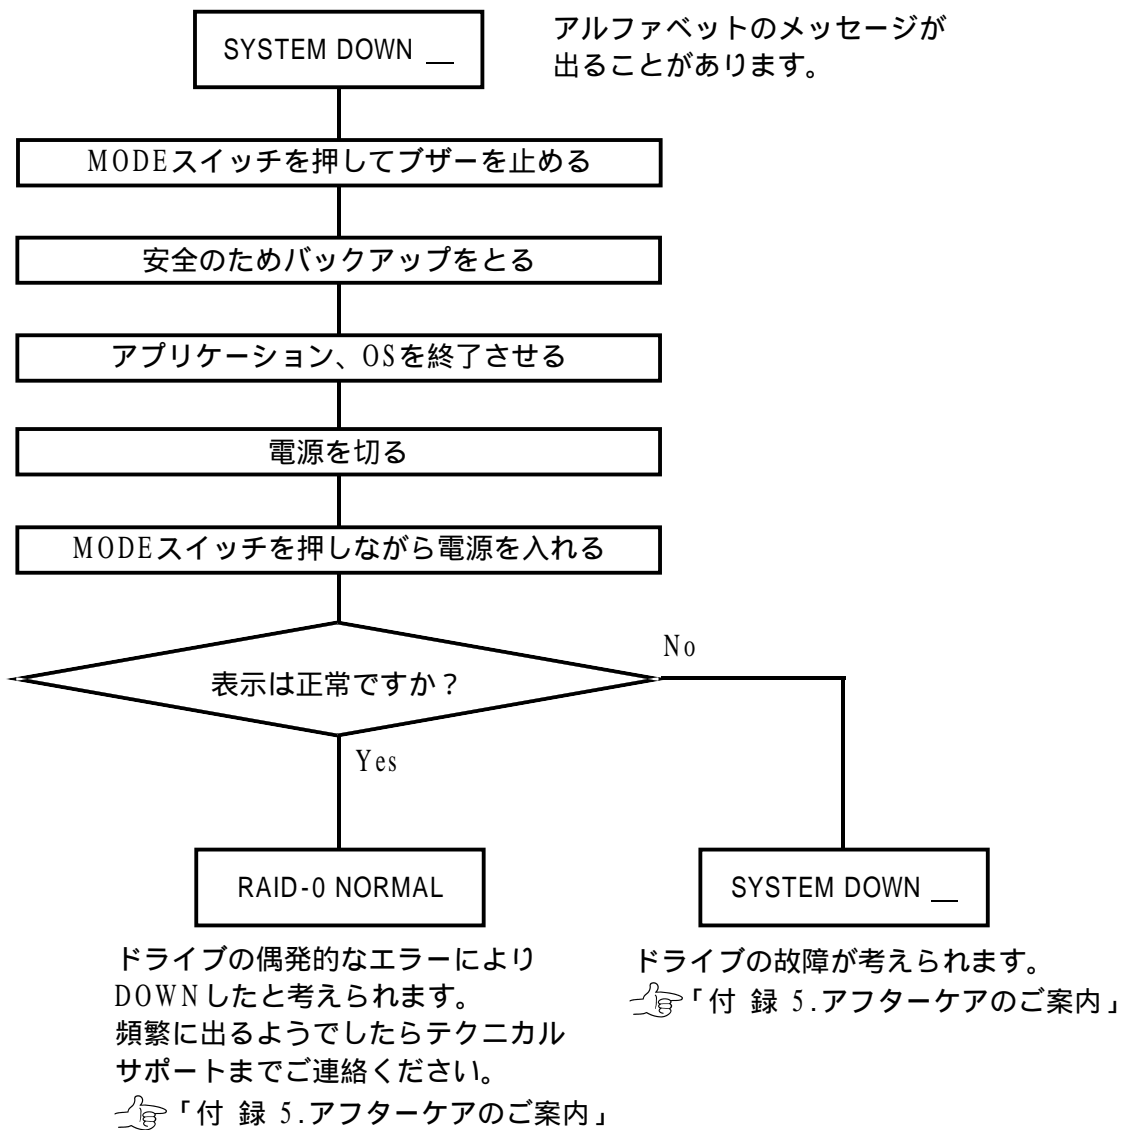 SYSTEM DOWN __
アルファベットのメッセージが
出ることがあります。
MODEスイッチを押してブザーを止める
安全のためバックアップをとる
アプリケーション、OSを終了させる
電源を切る
MODEスイッチを押しながら電源を入れる
表示は正常ですか？
No
Yes
RAID-0 NORMAL
ドライブの偶発的なエラーにより
DOWNしたと考えられます。
頻繁に出るようでしたらテクニカル
サポートまでご連絡ください。
「付 録 5.アフターケアのご案内」
SYSTEM DOWN __
ドライブの故障が考えられます。
「付 録 5.アフターケアのご案内」